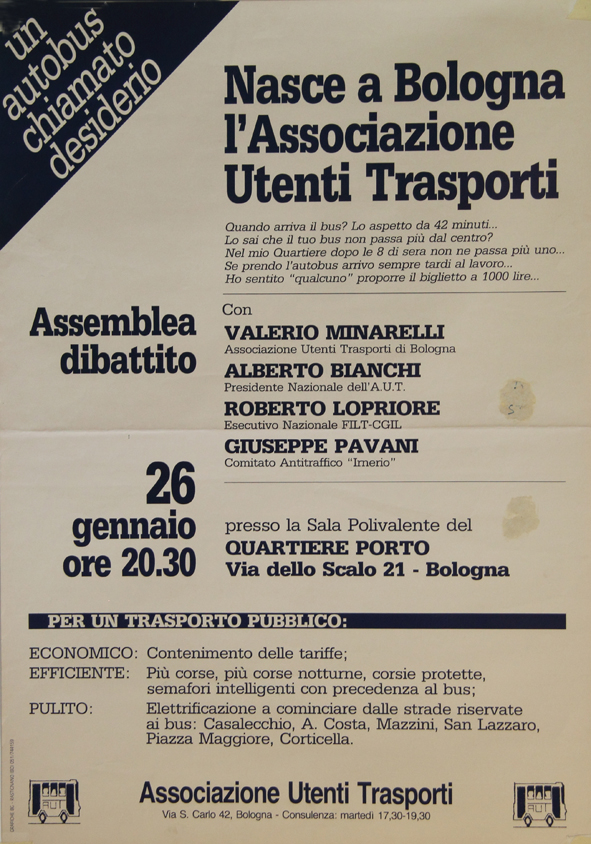 un
autobus
chiamato
desiderio
Nasce a Bologna
l'Associazione
Utenti Trasporti
Quando arriva il bus? Lo aspetto da 42 minuti...
Lo sai che il tuo bus non passa più dal centro?
Nel mio Quartiere dopo le 8 di sera non ne passa più uno...
Se prendo l'autobus arrivo sempre tardi al lavoro...
Ho sentito "qualcuno" proporre il biglietto a 1000 lire...
Assemblea
dibattito
Con
VALERIO MINARELLI
Associazione Utenti Trasporti di Bologna
ALBERTO BIANCHI
Presidente Nazionale dell'A.U.T.
ROBERTO LOPRIORE
Esecutivo Nazionale FILT-CGIL
GIUSEPPE PAVANI
Comitato Antitraffico "Irnerio"
26
gennaio
ore 20.30
presso la Sala Polivalente del
QUARTIERE PORTO
Via dello Scalo 21 - Bologna
PER UN TRASPORTO PUBBLICO:
ECONOMICO: Contenimento delle tariffe;
EFFICIENTE: Più corse, più corse notturne, corsie protette,
semafori intelligenti con precedenza al bus;
PULITO: Elettrificazione a cominciare dalle strade riservate
ai bus: Casalecchio, A. Costa, Mazzini, San Lazzaro,
Piazza Maggiore, Corticella.
Associazione Utenti Trasporti
Via S. Carlo 42, Bologna - Consulenza: martedì 17,30-19,30